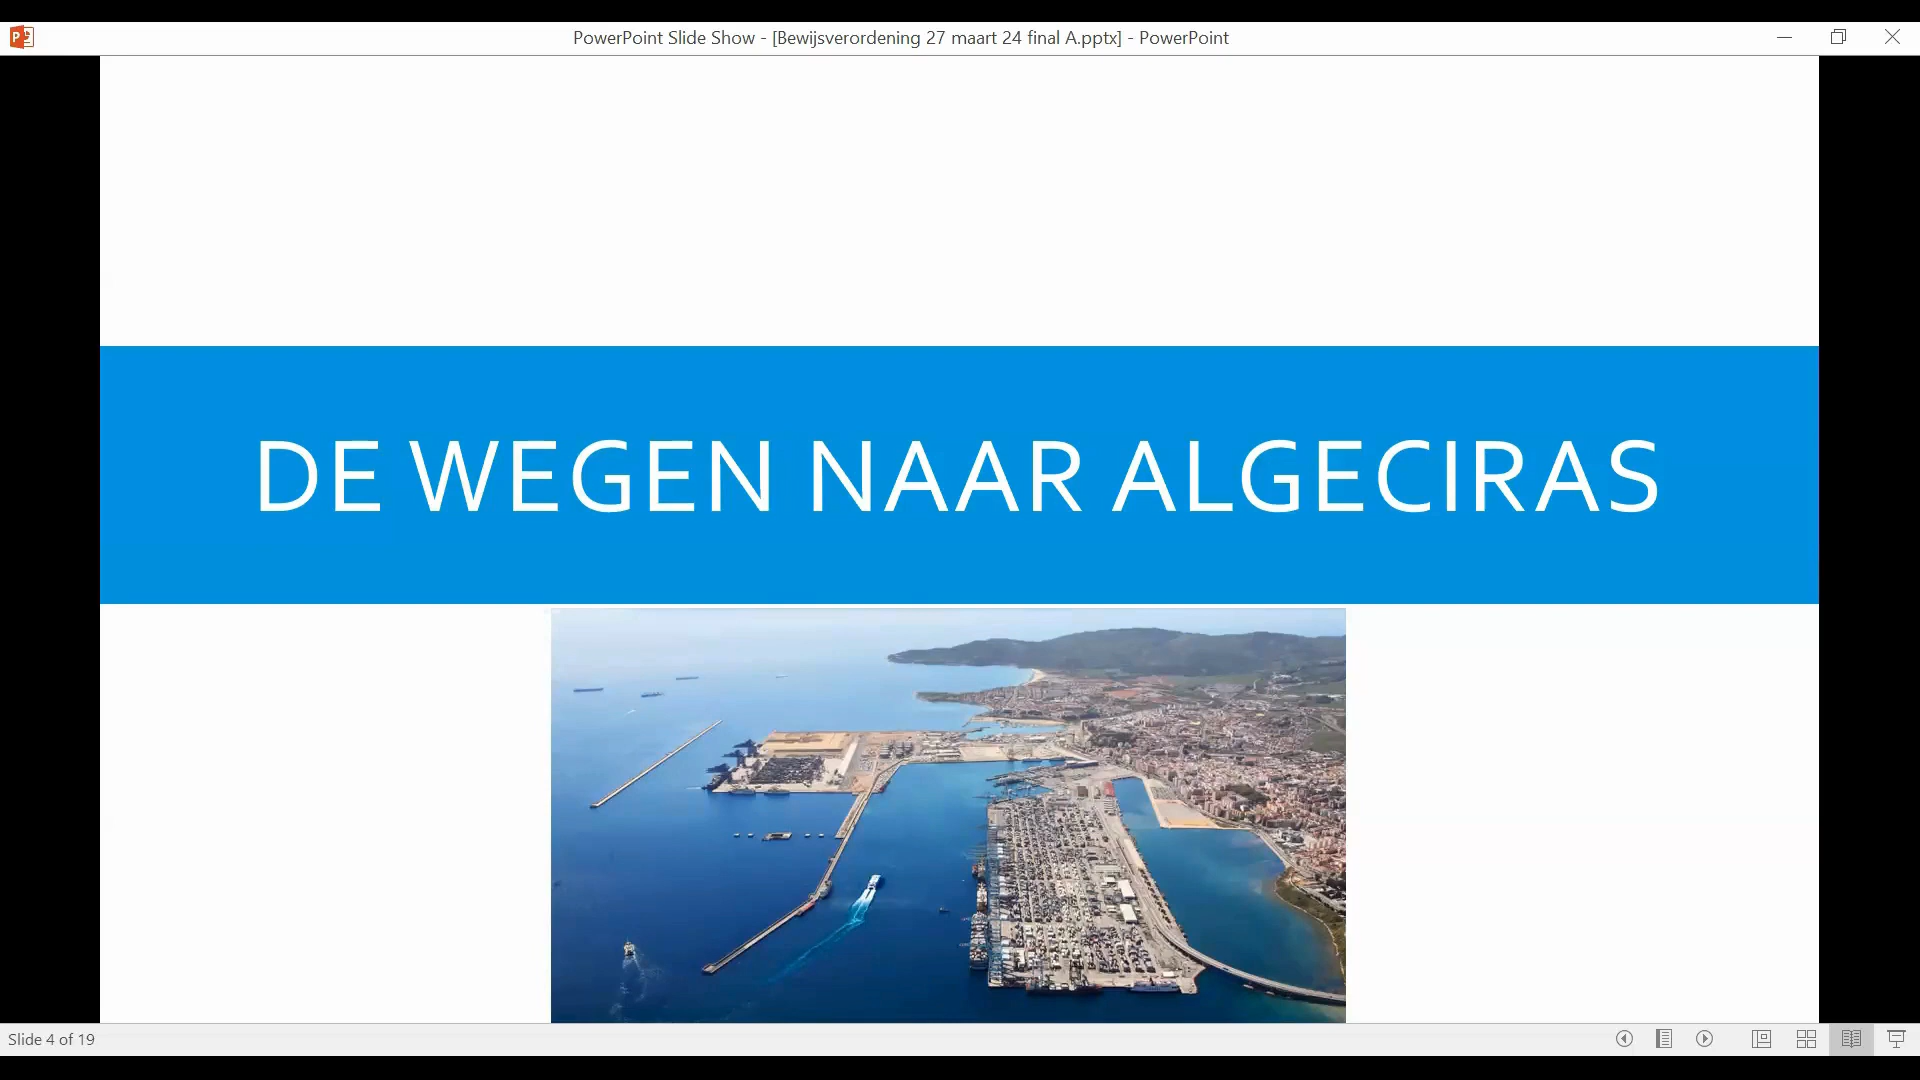 PowerPoint Slide Show - [Bewijsverordening 27 maart 24 final A.pptx] - PowerPoint
DE WEGEN NAAR ALGECIRAS
Slide 4 of 19